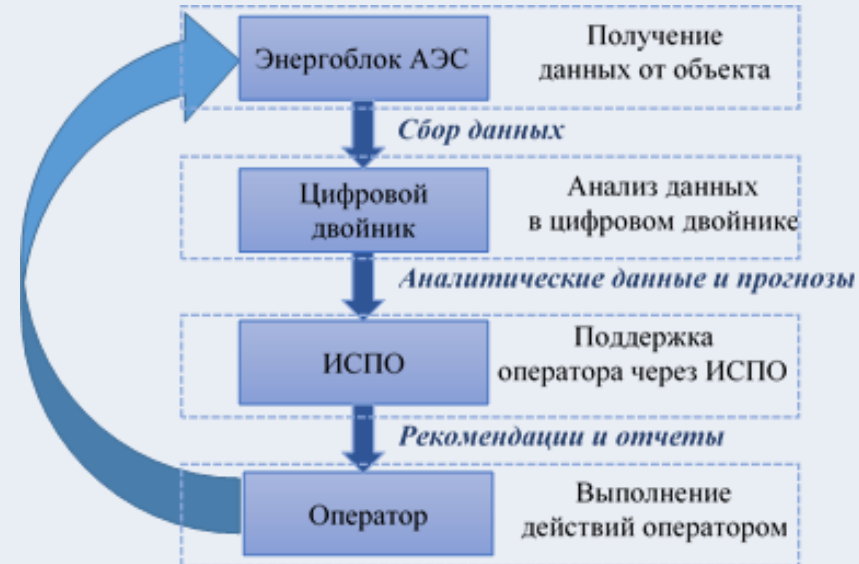 Энергоблок АЭС
Получение
данных от объекта
Сбор данных
Цифровой
двойник
Анализ данных
в цифровом двойнике
Аналитические данные и прогнозы
ИСПО
Поддержка
оператора через ИСПО
Рекомендации и отчеты
Оператор
Выполнение
действий оператором